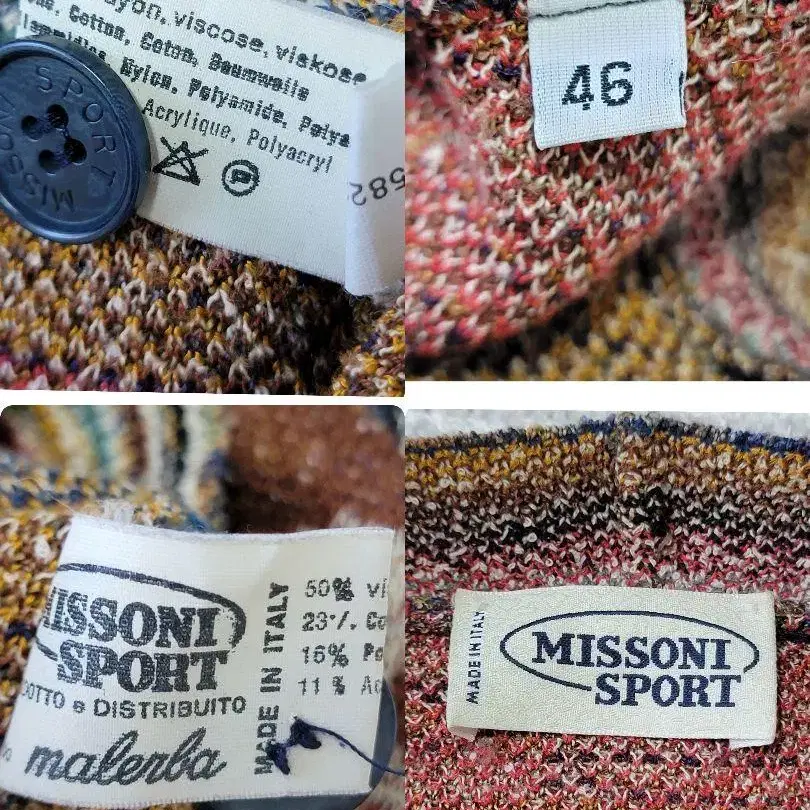 viscose, viskose
Cotton, Coton, Baumwolle
Nylon, Polyamide,
Acrylique, Polyacryl
P
SPORT
MISSONI
582
46
MISSONI
SPORT
e DISTRIBUITO
malerba
MADE IN ITALY
50%
23%
16%
11%
MADE IN ITALY
MISSONI
SPORT